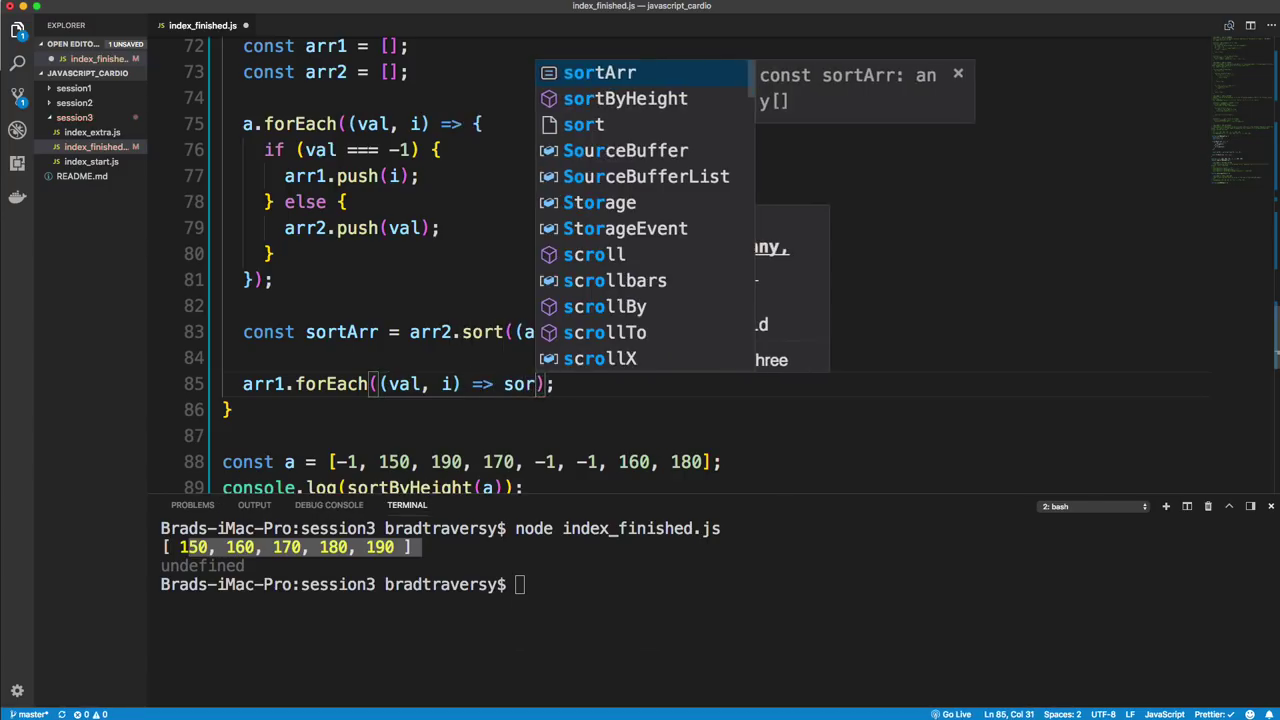 index_finished.js — javascript_cardio
EXPLORER
index_finished.js
OPEN EDITO... 1 UNSAVED
index_finishe... M
JAVASCRIPT_CARDIO
session1
session2
session3
index_extra.js
index_finished... M
index_start.js
README.md
72 const arr1 = [];
73 const arr2 = [];
74
75 a.forEach((val, i) => {
76 if (val === -1) {
77 arr1.push(i);
78 } else {
79 arr2.push(val);
80 }
81 });
82
83 const sortArr = arr2.sort((a
84
85 arr1.forEach((val, i) => sor);
86 }
87
88 const a = [-1, 150, 190, 170, -1, -1, 160, 180];
89 console.log(sortByHeight(a));
sortArr
sortByHeight
sort
SourceBuffer
SourceBufferList
Storage
StorageEvent
scroll
scrollbars
scrollBy
scrollTo
scrollX
const sortArr: an
y[]
any,
hree
PROBLEMS OUTPUT DEBUG CONSOLE TERMINAL 2: bash
Brads-iMac-Pro:session3 bradtraversy$ node index_finished.js
[ 150, 160, 170, 180, 190 ]
undefined
Brads-iMac-Pro:session3 bradtraversy$
master* 0 0 Go Live Ln 85, Col 31 Spaces: 2 UTF-8 LF JavaScript Prettier: ✓